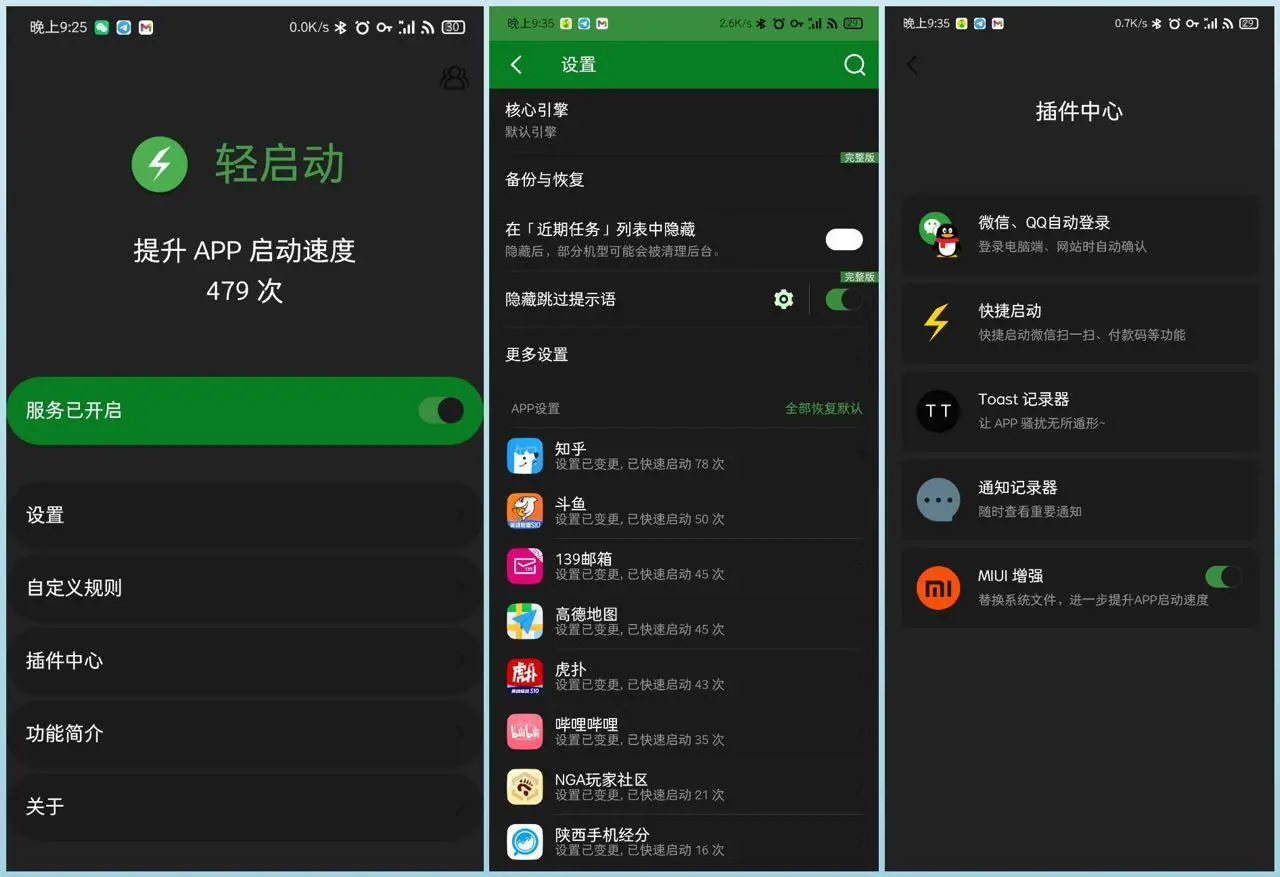 晚上9:25
0.0K/s
30
轻启动
提升 APP 启动速度
479 次
服务已开启
设置
自定义规则
插件中心
功能简介
关于
晚上9:35
2.6K/s
29
设置
核心引擎
默认引擎
完整版
备份与恢复
在「近期任务」列表中隐藏
隐藏后，部分机型可能会被清理后台。
完整版
隐藏跳过提示语
更多设置
APP设置
全部恢复默认
知乎
设置已变更, 已快速启动 78 次
斗鱼
设置已变更, 已快速启动 50 次
139邮箱
设置已变更, 已快速启动 45 次
高德地图
设置已变更, 已快速启动 45 次
虎扑
虎扑
设置已变更, 已快速启动 43 次
bilibili
哔哩哔哩
设置已变更, 已快速启动 35 次
NGA玩家社区
设置已变更, 已快速启动 21 次
陕西手机经分
设置已变更, 已快速启动 16 次
晚上9:35
0.7K/s
29
插件中心
微信、QQ自动登录
登录电脑端、网站时自动确认
快捷启动
快捷启动微信扫一扫、付款码等功能
TT
Toast 记录器
让 APP 骚扰无所遁形~
通知记录器
随时查看重要通知
MIUI 增强
替换系统文件，进一步提升APP启动速度